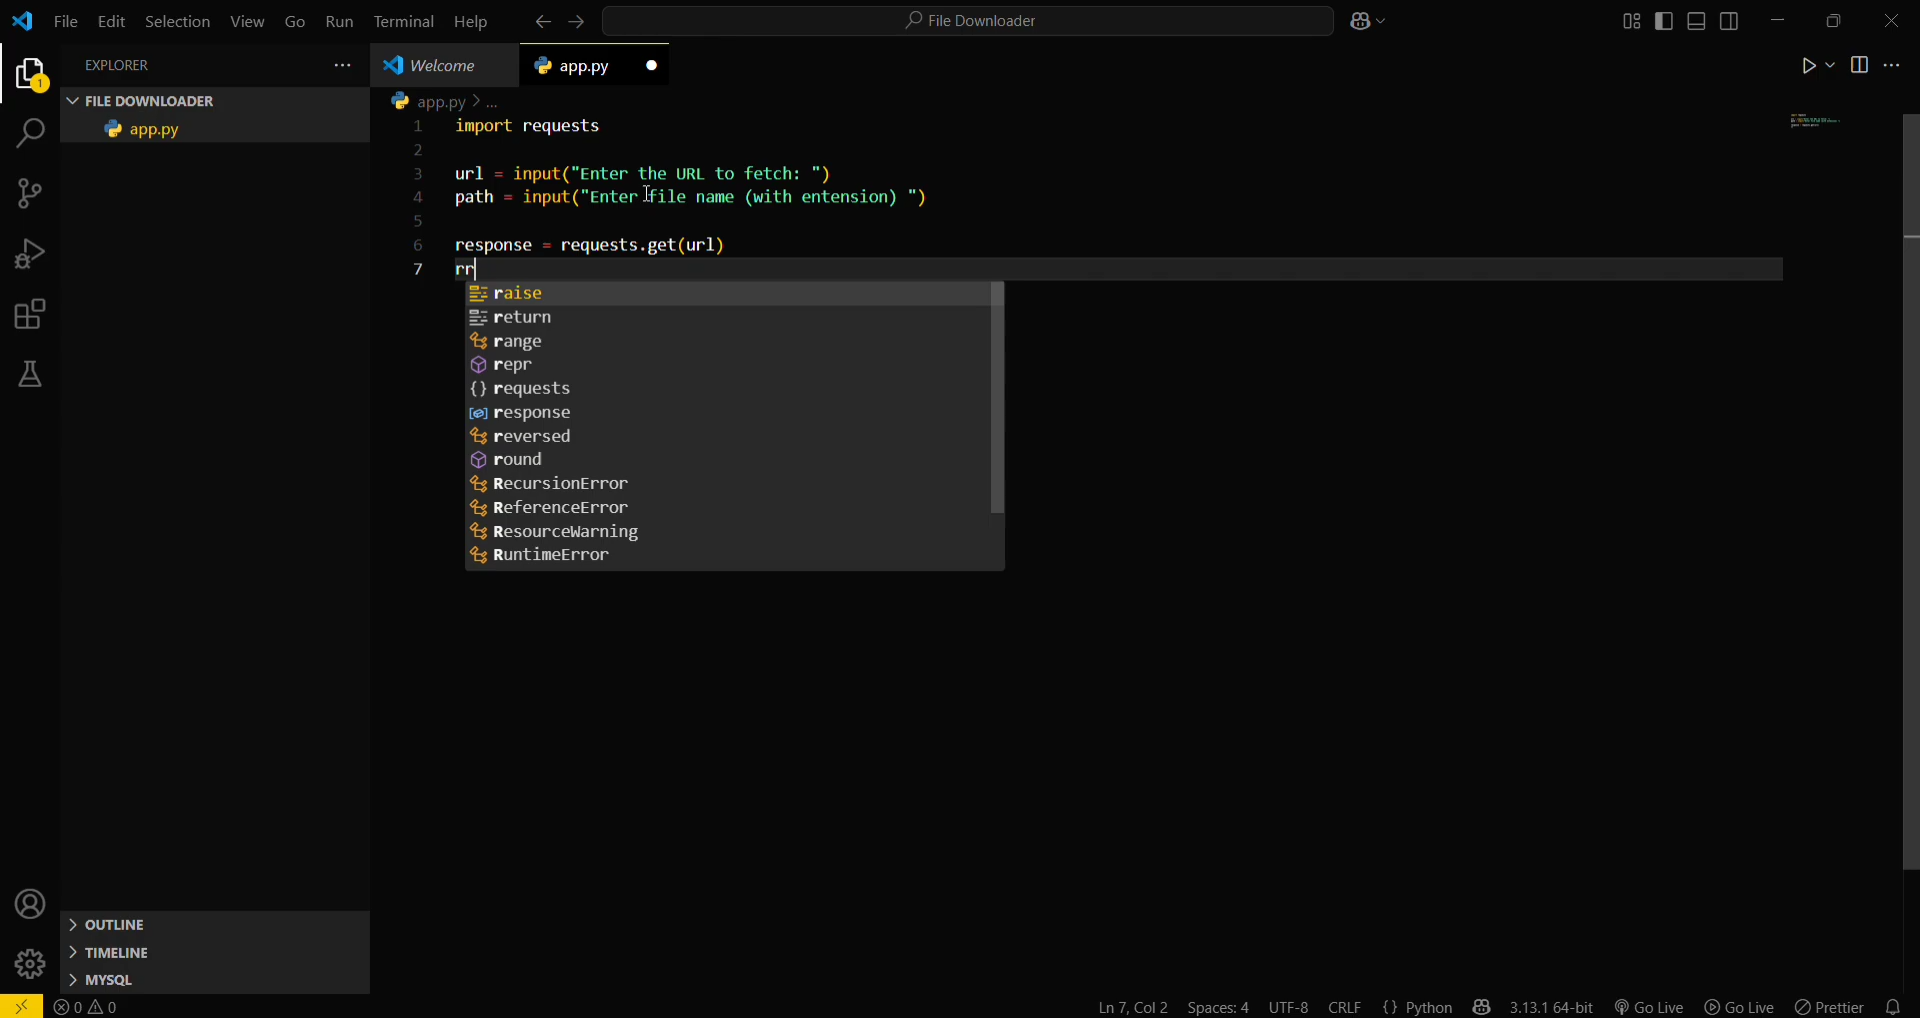 File Edit Selection View Go Run Terminal Help
File Downloader
EXPLORER
1
FILE DOWNLOADER
app.py
OUTLINE
TIMELINE
MYSQL
Welcome
app.py
app.py > ...
1 import requests
2
3 url = input("Enter the URL to fetch: ")
4 path = input("Enter file name (with entension) ")
5
6 response = requests.get(url)
7 rr
raise
return
range
repr
requests
response
reversed
round
RecursionError
ReferenceError
ResourceWarning
RuntimeError
0 0 Ln 7, Col 2 Spaces: 4 UTF-8 CRLF {} Python 3.13.1 64-bit Go Live Go Live Prettier